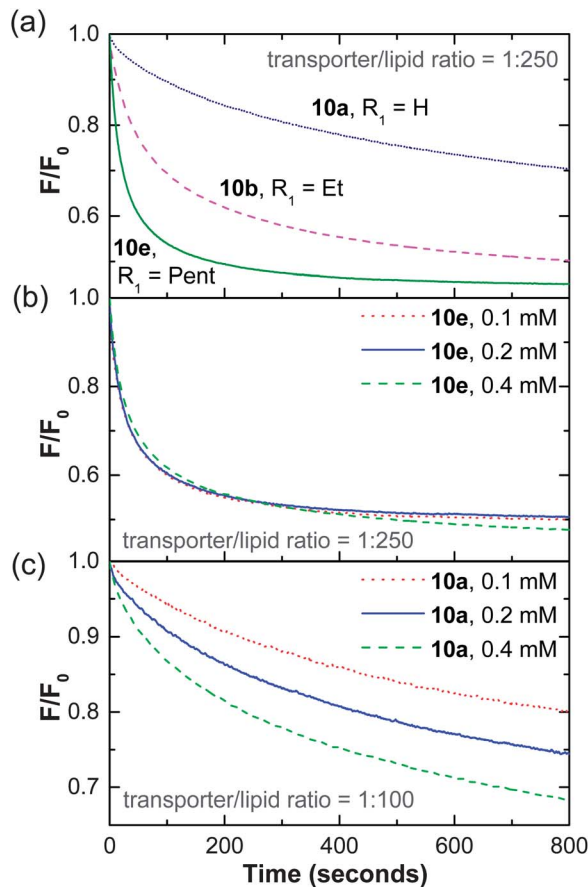 (a)
1.0
transporter/lipid ratio = 1:250
10a, R1 = H
0.8
F/F0
10b, R1 = Et
0.6
10e,
R1 = Pent
(b)
1.0
10e, 0.1 mM
10e, 0.2 mM
10e, 0.4 mM
0.8
F/F0
0.6
transporter/lipid ratio = 1:250
(c)
1.0
10a, 0.1 mM
10a, 0.2 mM
0.9
10a, 0.4 mM
F/F0
0.8
0.7
transporter/lipid ratio = 1:100
0 200 400 600 800
Time (seconds)